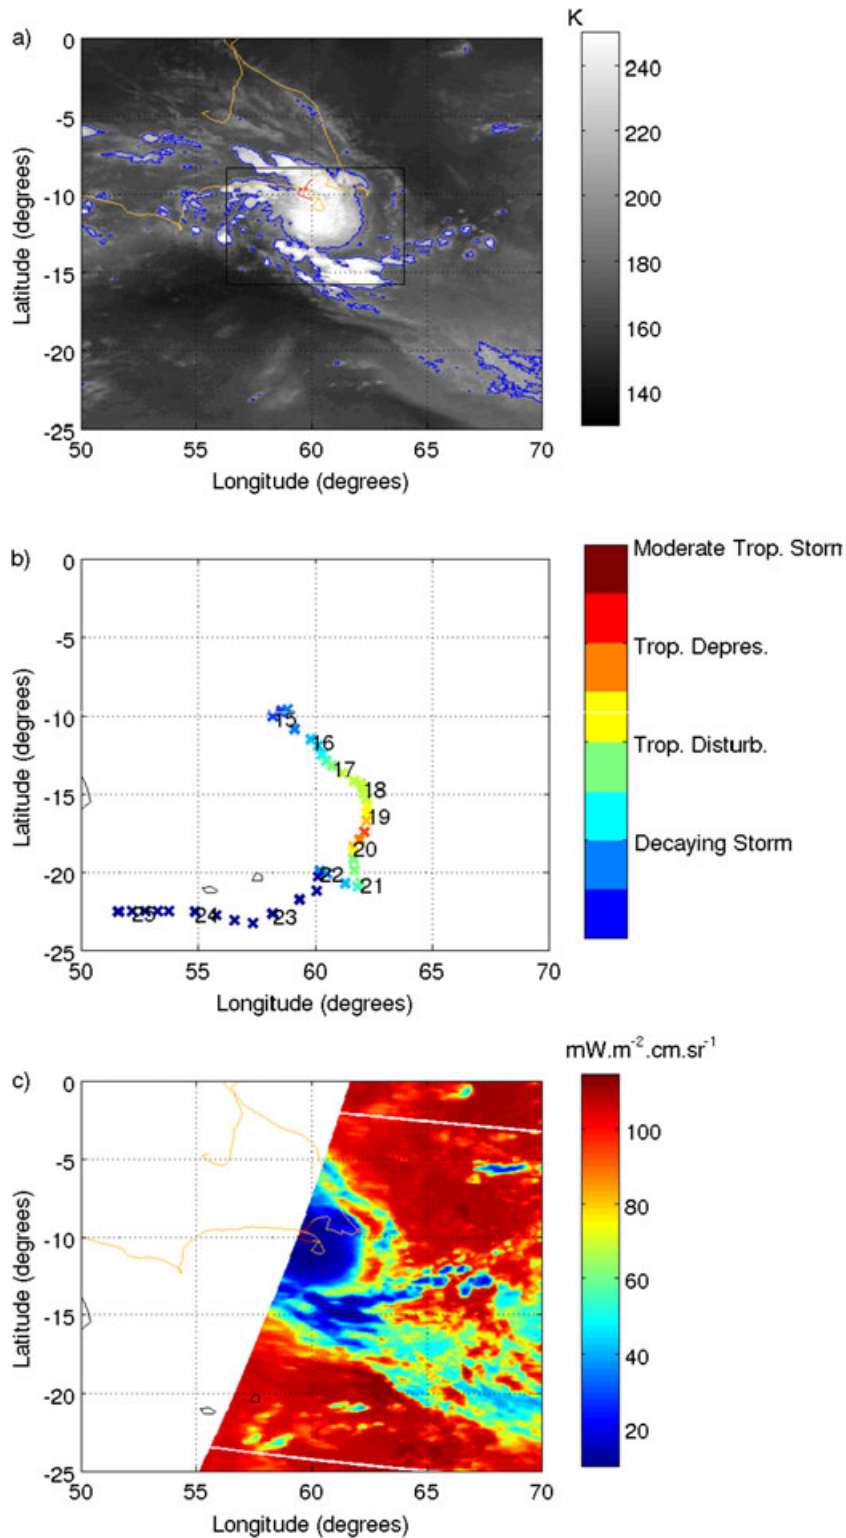 a)
K
0
-5
-10
-15
-20
-25
Latitude (degrees)
50 55 60 65 70
Longitude (degrees)
240
220
200
180
160
140
b)
0
-5
-10
-15
-20
-25
Latitude (degrees)
15
16
17
18
19
20
22
21
25 24 23
50 55 60 65 70
Longitude (degrees)
Moderate Trop. Storm
Trop. Depres.
Trop. Disturb.
Decaying Storm
c)
mW.m-2.cm.sr-1
0
-5
-10
-15
-20
-25
Latitude (degrees)
50 55 60 65 70
Longitude (degrees)
100
80
60
40
20